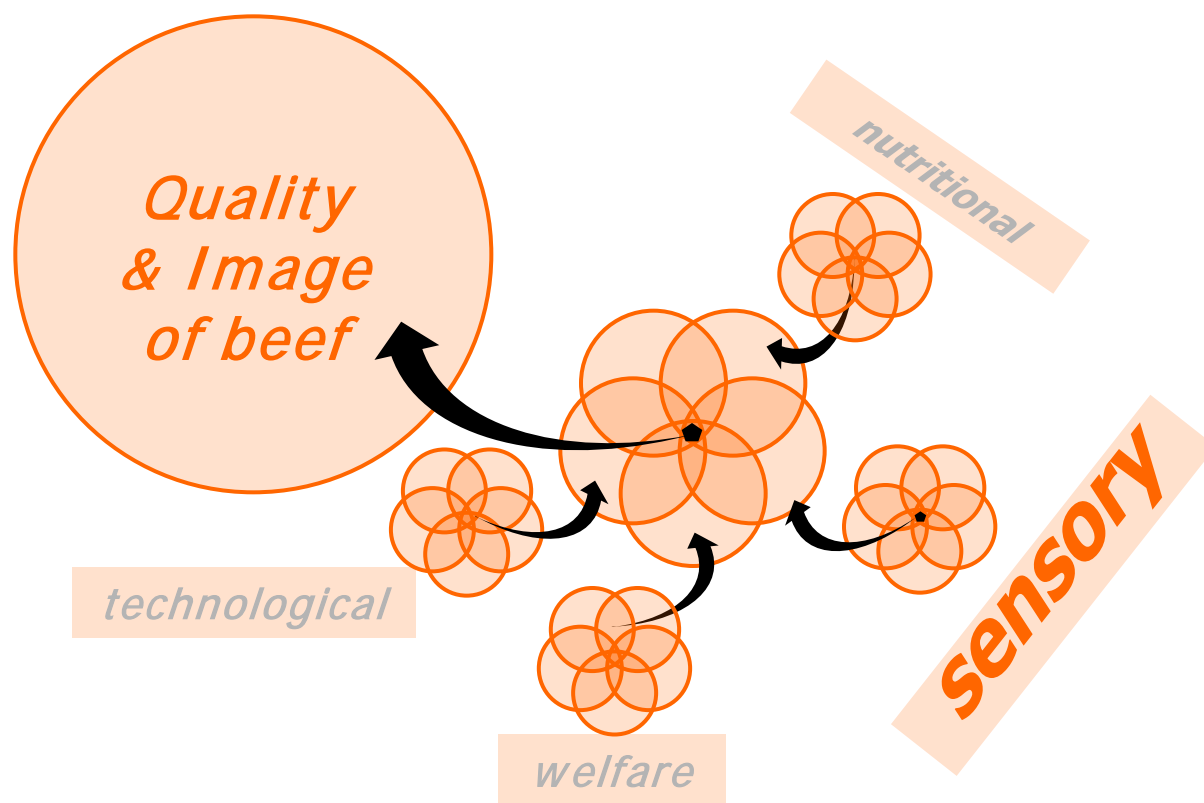 Quality
& Image
of beef
nutritional
sensory
technological
welfare